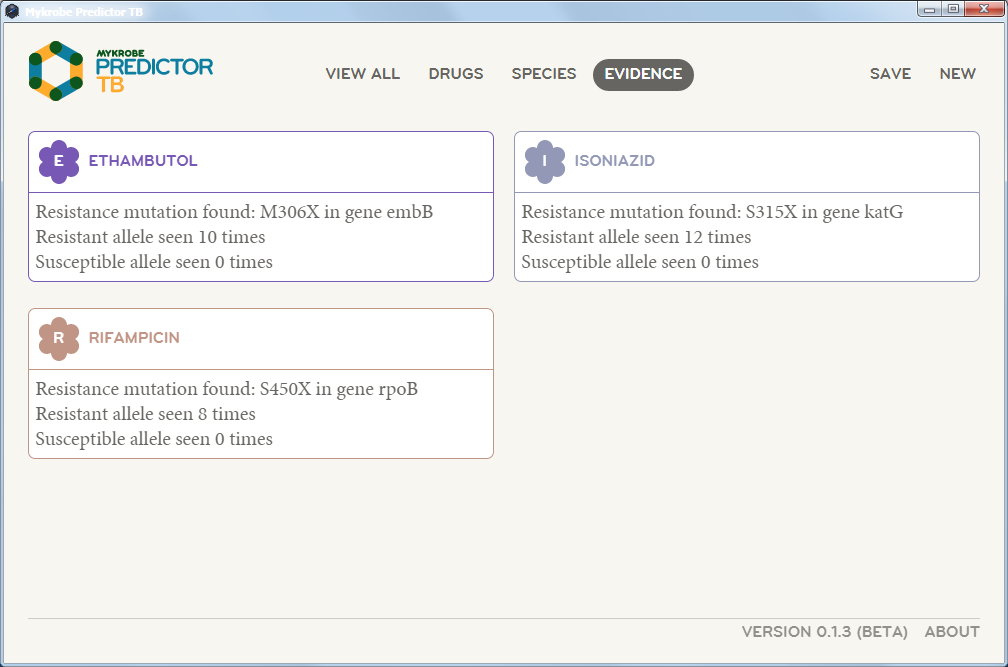 Mykrobe Predictor TB
MYKROBE
PREDICTOR
TB
VIEW ALL DRUGS SPECIES EVIDENCE SAVE NEW
E ETHAMBUTOL
Resistance mutation found: M306X in gene embB
Resistant allele seen 10 times
Susceptible allele seen 0 times
I ISONIAZID
Resistance mutation found: S315X in gene katG
Resistant allele seen 12 times
Susceptible allele seen 0 times
R RIFAMPICIN
Resistance mutation found: S450X in gene rpoB
Resistant allele seen 8 times
Susceptible allele seen 0 times
VERSION 0.1.3 (BETA) ABOUT